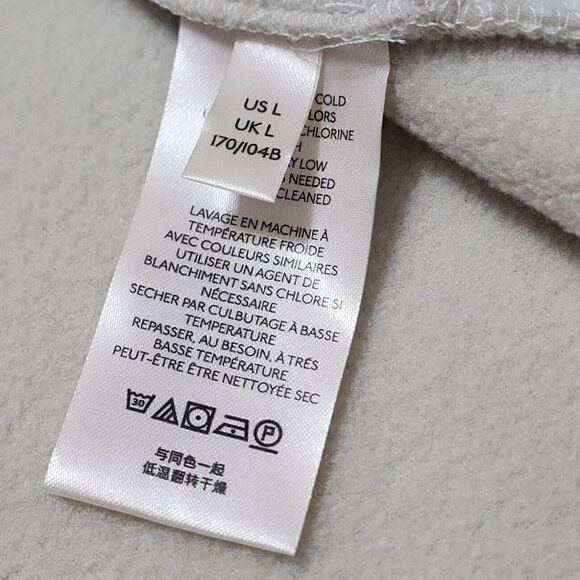 US L
UK L
170/104B
COLD
LORS
CHLORINE
LOW
NEEDED
CLEANED
LAVAGE EN MACHINE À
TEMPÉRATURE FROIDE
AVEC COULEURS SIMILAIRES
UTILISER UN AGENT DE
BLANCHIMENT SANS CHLORE SI
NÉCESSAIRE
SECHER PAR CULBUTAGE À BASSE
TEMPERATURE
REPASSER, AU BESOIN, À TRÉS
BASSE TEMPÉRATURE
PEUT-ÊTRE ÊTRE NETTOYÉE SEC
30 P
与同色一起
低温翻转干燥